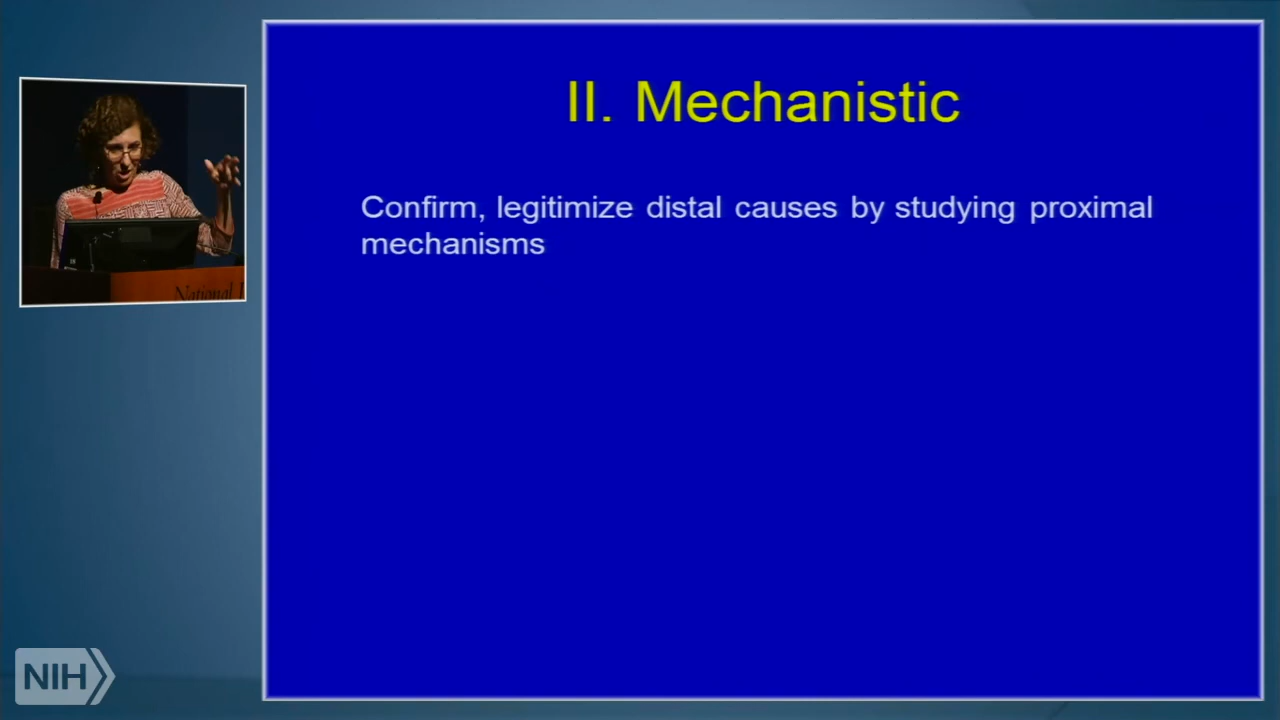 II. Mechanistic
Confirm, legitimize distal causes by studying proximal
mechanisms
National
NIH